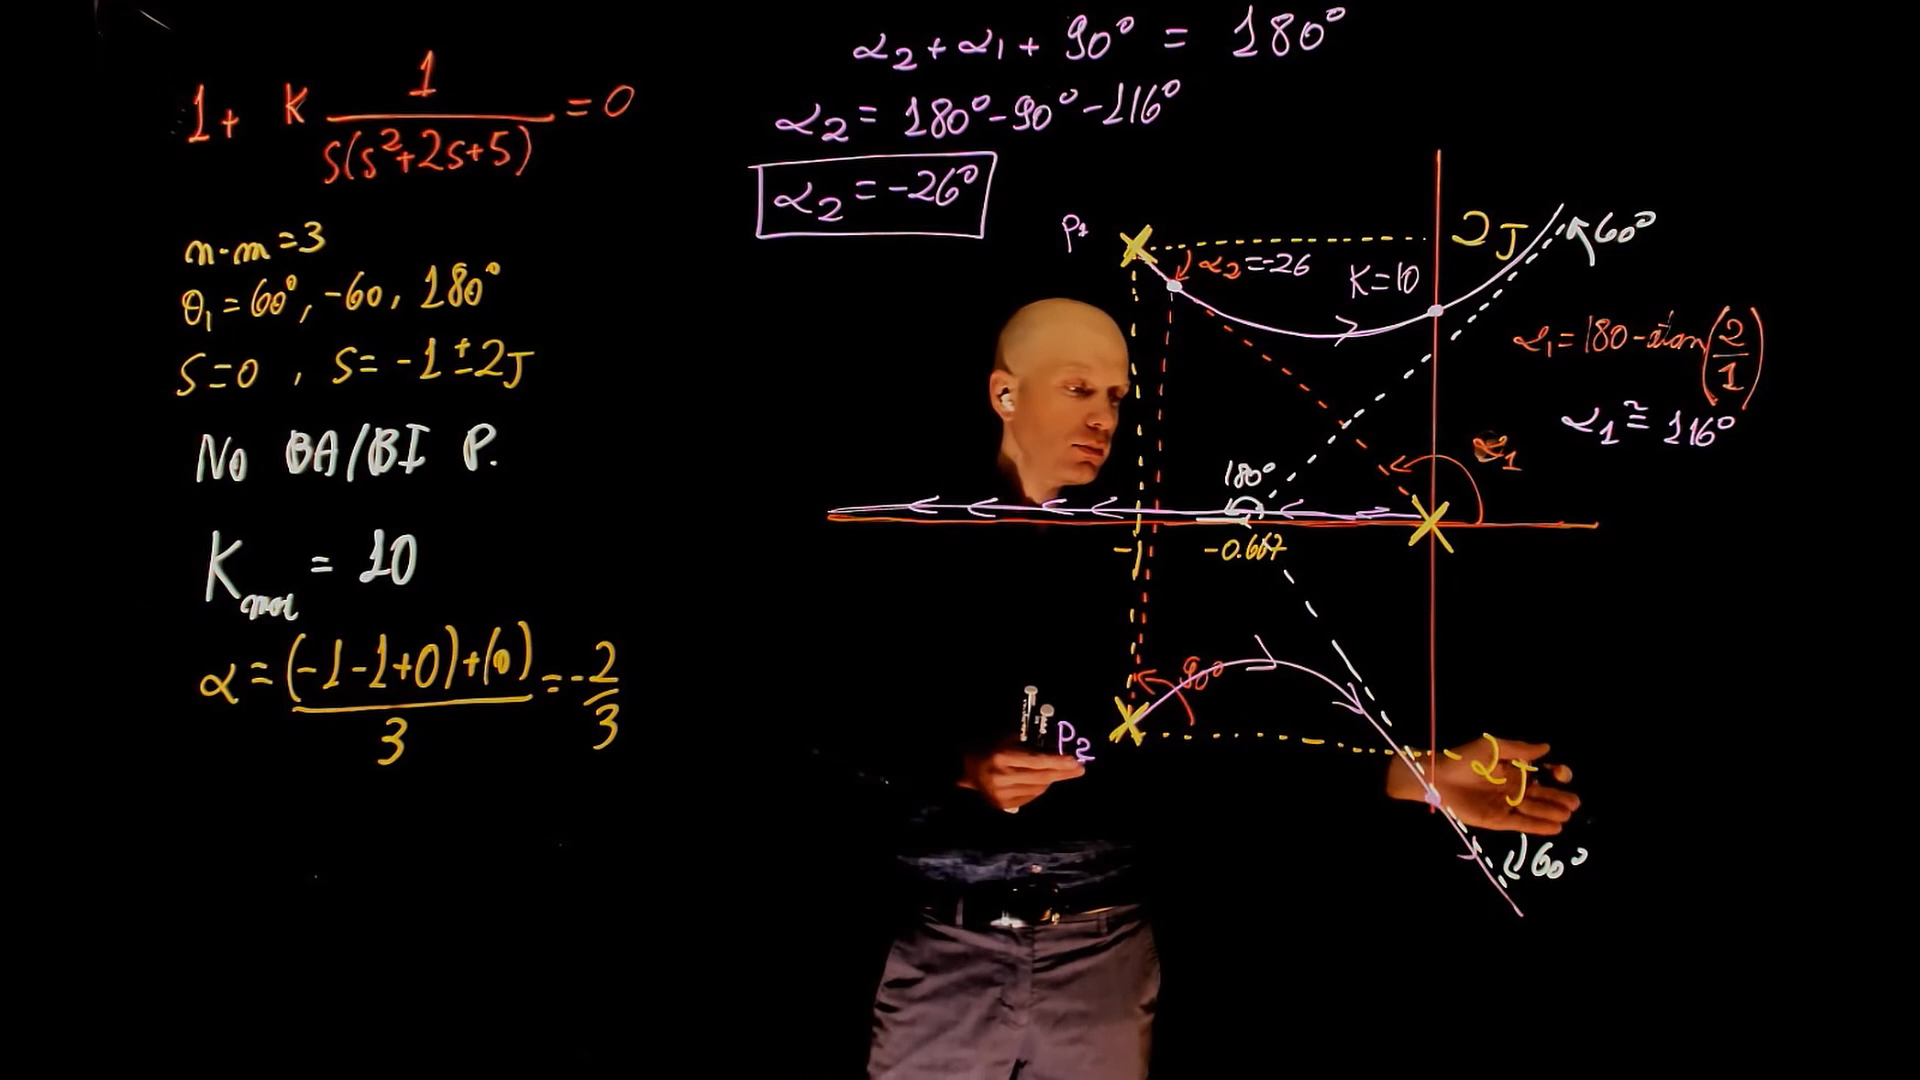 1 + K 1 / s(s²+2s+5) = 0
n-m=3
θ₁ = 60°, -60, 180°
S=0 , S= -1 ± 2J
No BA/BI P.
K = 10
α = (-1-1+0)+(0) / 3 = -2/3
α₂ + α₁ + 90° = 180°
α₂ = 180° - 90° - 116°
α₂ = -26°
2J
60°
α₂=-26
K=10
α₁ = 180 - atan(2/1)
α₁ ≅ 116°
α₁
180°
-1
-0.667
90°
P₂
-2J
60°